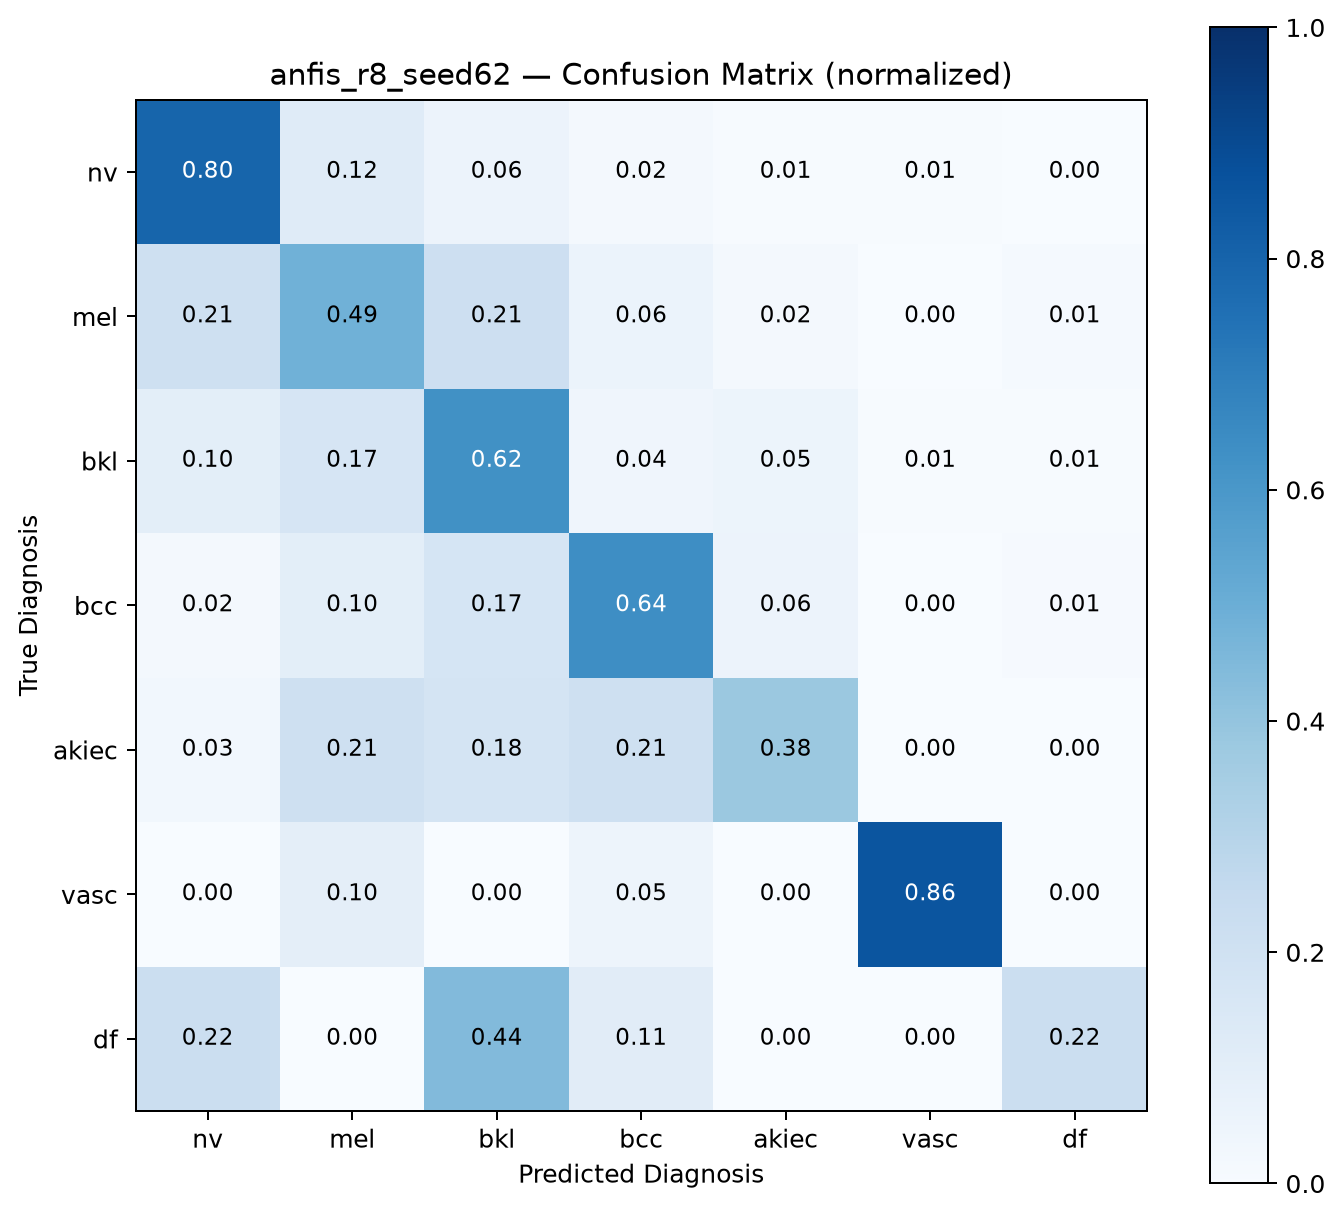 anfis_r8_seed62 — Confusion Matrix (normalized)
1.0
0.8
0.6
0.4
0.2
0.0
True Diagnosis
nv 0.80 0.12 0.06 0.02 0.01 0.01 0.00
mel 0.21 0.49 0.21 0.06 0.02 0.00 0.01
bkl 0.10 0.17 0.62 0.04 0.05 0.01 0.01
bcc 0.02 0.10 0.17 0.64 0.06 0.00 0.01
akiec 0.03 0.21 0.18 0.21 0.38 0.00 0.00
vasc 0.00 0.10 0.00 0.05 0.00 0.86 0.00
df 0.22 0.00 0.44 0.11 0.00 0.00 0.22
nv mel bkl bcc akiec vasc df
Predicted Diagnosis